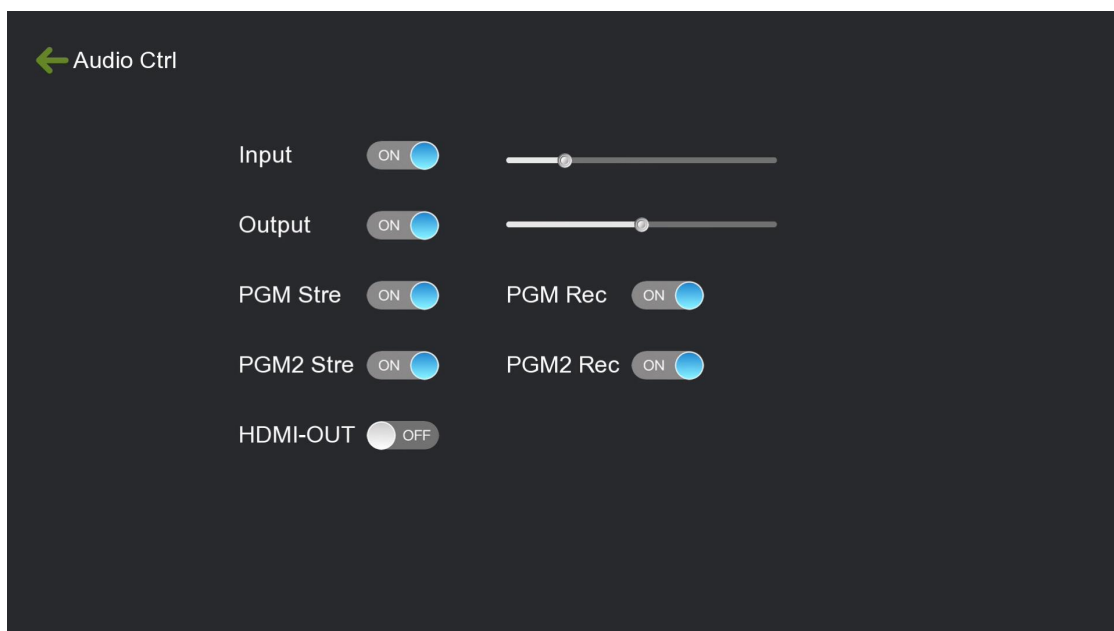 Audio Ctrl
Input ON
Output ON
PGM Stre ON PGM Rec ON
PGM2 Stre ON PGM2 Rec ON
HDMI-OUT OFF